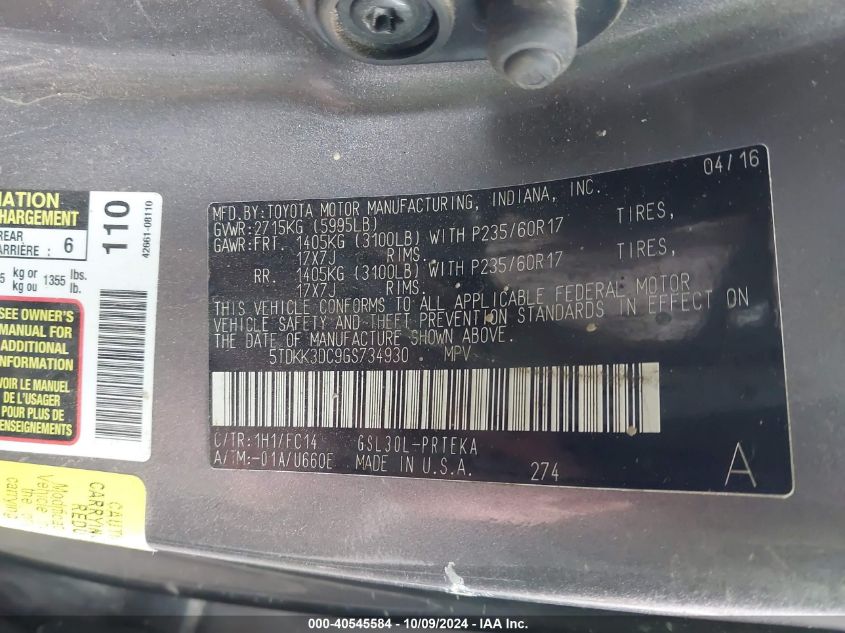 04/16
MFD.BY:TOYOTA MOTOR MANUFACTURING, INDIANA, INC.
GVWR:2715KG (5995LB)
GAWR:FRT. 1405KG (3100LB) WITH P235/60R17 TIRES,
17X7J RIMS.
RR. 1405KG (3100LB) WITH P235/60R17 TIRES,
17X7J RIMS.
THIS VEHICLE CONFORMS TO ALL APPLICABLE FEDERAL MOTOR
VEHICLE SAFETY AND THEFT PREVENTION STANDARDS IN EFFECT ON
THE DATE OF MANUFACTURE SHOWN ABOVE.
5TDKK3DC9GS734930 MPV
C/TR:1H1/FC14 GSL30L-PRTEKA
A/TM:-01A/U660E MADE IN U.S.A. 274
A
110
42661-08110
REAR
ARRIÈRE: 6
kg or 1355 lbs.
kg ou lb.
SEE OWNER'S
MANUAL FOR
ADDITIONAL
VOIR LE MANUEL
DE L'USAGER
POUR PLUS DE
CARRYIN
000-40545584 - 10/09/2024 - IAA Inc.